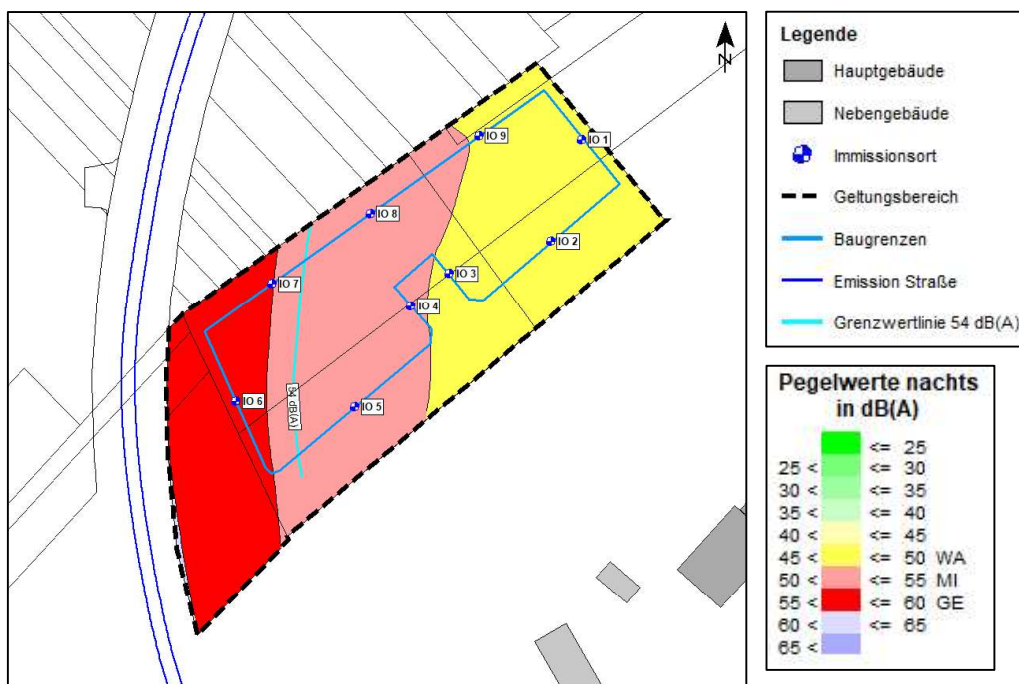 N
IO 9
IO 1
IO 8
IO 2
IO 3
IO 7
IO 4
54 dB(A)
IO 6
IO 5
Legende
Hauptgebäude
Nebengebäude
Immissionsort
Geltungsbereich
Baugrenzen
Emission Straße
Grenzwertlinie 54 dB(A)
Pegelwerte nachts
in dB(A)
<= 25
25 < <= 30
30 < <= 35
35 < <= 40
40 < <= 45
45 < <= 50 WA
50 < <= 55 MI
55 < <= 60 GE
60 < <= 65
65 <